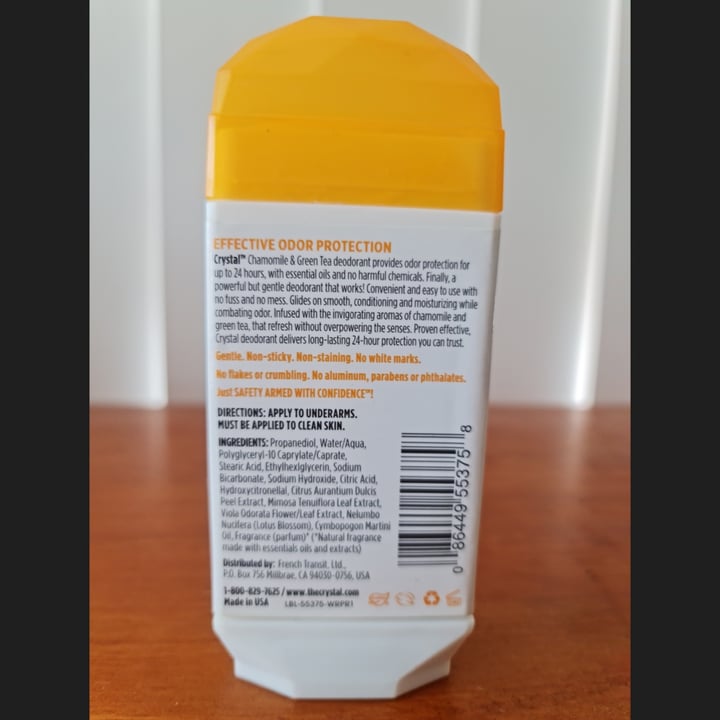 EFFECTIVE ODOR PROTECTION
Crystal™ Chamomile & Green Tea deodorant provides odor protection for
up to 24 hours, with essential oils and no harmful chemicals. Finally, a
powerful but gentle deodorant that works! Convenient and easy to use with
no fuss and no mess. Glides on smooth, conditioning and moisturizing while
combating odor. Infused with the invigorating aromas of chamomile and
green tea, that refresh without overpowering the senses. Proven effective,
Crystal deodorant delivers long-lasting 24-hour protection you can trust.
Gentle. Non-sticky. Non-staining. No white marks.
No flakes or crumbling. No aluminum, parabens or phthalates.
Just SAFETY ARMED WITH CONFIDENCE™!
DIRECTIONS: APPLY TO UNDERARMS.
MUST BE APPLIED TO CLEAN SKIN.
INGREDIENTS: Propanediol, Water/Aqua,
Polyglyceryl-10 Caprylate/Caprate,
Stearic Acid, Ethylhexlglycerin, Sodium
Bicarbonate, Sodium Hydroxide, Citric Acid,
Hydroxycitronellal, Citrus Aurantium Dulcis
Peel Extract, Mimosa Tenuiflora Leaf Extract,
Viola Odorata Flower/Leaf Extract, Nelumbo
Nucifera (Lotus Blossom), Cymbopogon Martini
Oil, Fragrance (parfum)* (*Natural fragrance
made with essentials oils and extracts)
Distributed by: French Transit, Ltd.,
P.O. Box 756 Millbrae, CA 94030-0756, USA
1-800-829-7625 / www.thecrystal.com
Made in USA LBL-55375-WRPR1
0 86449 55375 8